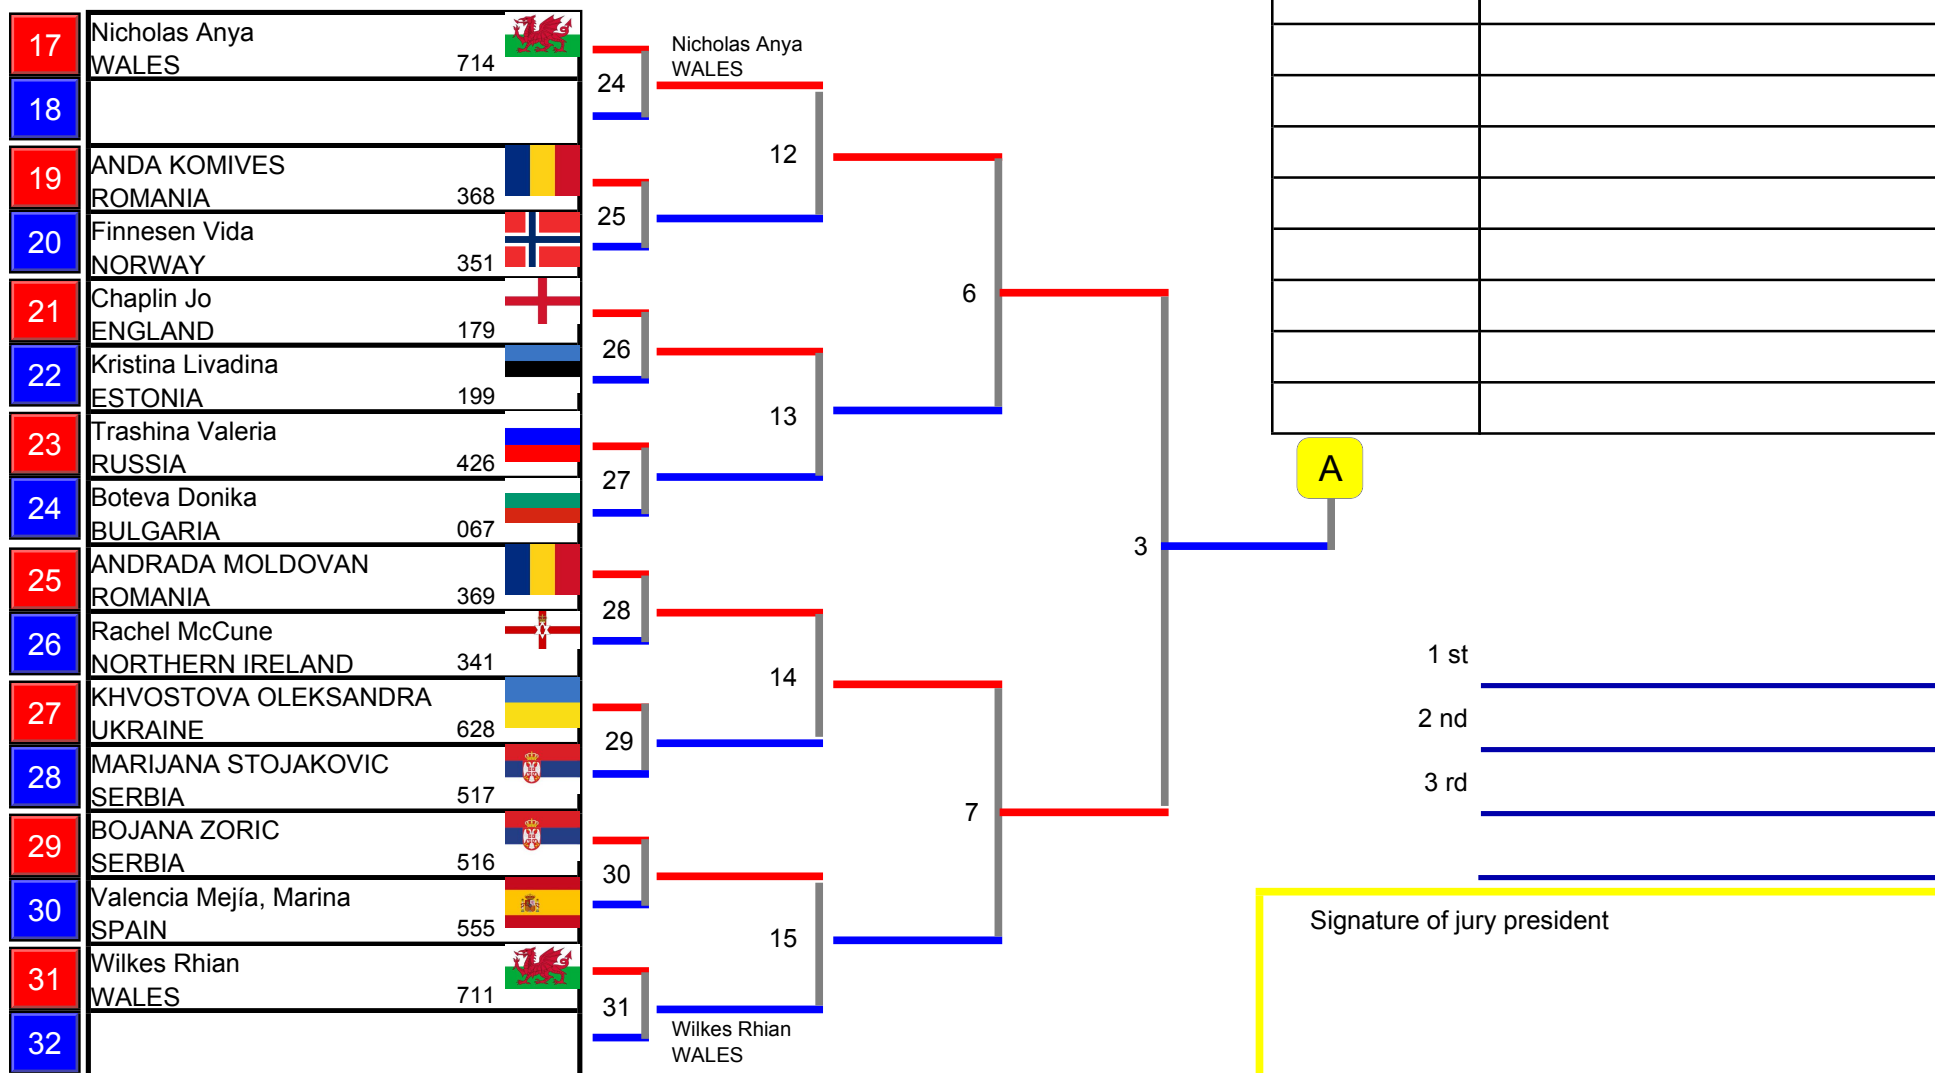 17
Nicholas Anya
WALES 714
18
19
ANDA KOMIVES
ROMANIA 368
20
Finnesen Vida
NORWAY 351
21
Chaplin Jo
ENGLAND 179
22
Kristina Livadina
ESTONIA 199
23
Trashina Valeria
RUSSIA 426
24
Boteva Donika
BULGARIA 067
25
ANDRADA MOLDOVAN
ROMANIA 369
26
Rachel McCune
NORTHERN IRELAND 341
27
KHVOSTOVA OLEKSANDRA
UKRAINE 628
28
MARIJANA STOJAKOVIC
SERBIA 517
29
BOJANA ZORIC
SERBIA 516
30
Valencia Mejía, Marina
SPAIN 555
31
Wilkes Rhian
WALES 711
32
24
25
26
27
28
29
30
31
Nicholas Anya
WALES
12
13
14
15
Wilkes Rhian
WALES
6
7
3
A
1 st
2 nd
3 rd
Signature of jury president